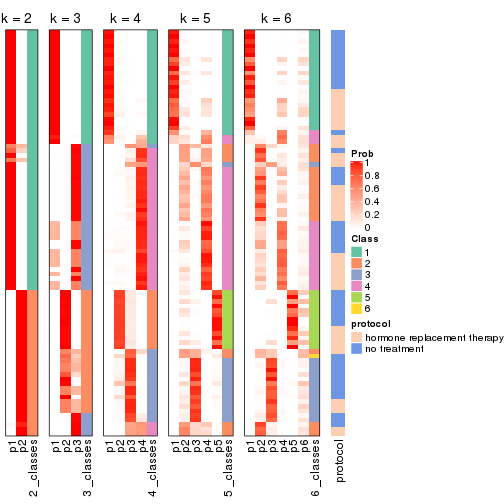 k = 2 k = 3 k = 4 k = 5 k = 6
Prob
1
0.8
0.6
0.4
0.2
0
Class
1
2
3
4
5
6
protocol
hormone replacement therapy
no treatment
p1 p2 2_classes p1 p2 p3 3_classes p1 p2 p3 p4 4_classes p1 p2 p3 p4 p5 5_classes p1 p2 p3 p4 p5 p6 6_classes protocol